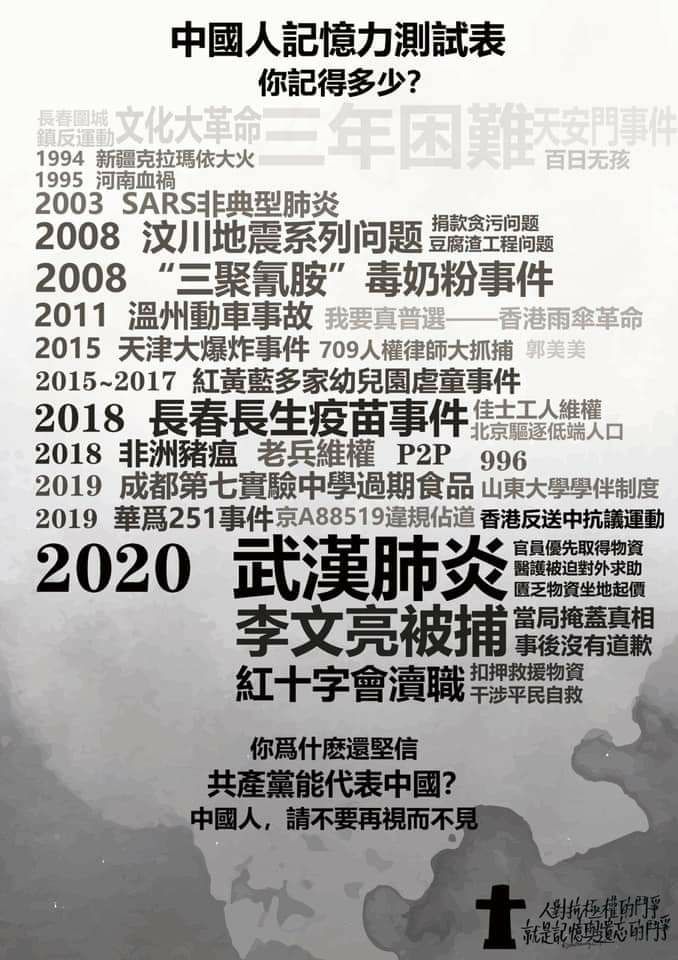 中國人記憶力測試表
你記得多少？
長春圍城
鎮反運動 文化大革命 三年困難 天安門事件
1994 新疆克拉瑪依大火 百日无孩
1995 河南血禍
2003 SARS非典型肺炎
2008 汶川地震系列问题 捐款贪污问题
豆腐渣工程问题
2008 “三聚氰胺”毒奶粉事件
2011 溫州動車事故 我要真普選——香港雨傘革命
2015 天津大爆炸事件 709人權律師大抓捕 郭美美
2015~2017 紅黃藍多家幼兒園虐童事件
2018 長春長生疫苗事件 佳士工人維權
北京驅逐低端人口
2018 非洲豬瘟 老兵維權 P2P 996
2019 成都第七實驗中學過期食品 山東大學學伴制度
2019 華爲251事件 京A88519違規佔道 香港反送中抗議運動
2020 武漢肺炎 官員優先取得物資
醫護被迫對外求助
匱乏物資坐地起價
李文亮被捕 當局掩蓋真相
事後沒有道歉
紅十字會瀆職 扣押救援物資
干涉平民自救
你爲什麽還堅信
共產黨能代表中國？
中國人，請不要再視而不見
人對抗極權的鬥爭
就是記憶與遺忘的鬥爭